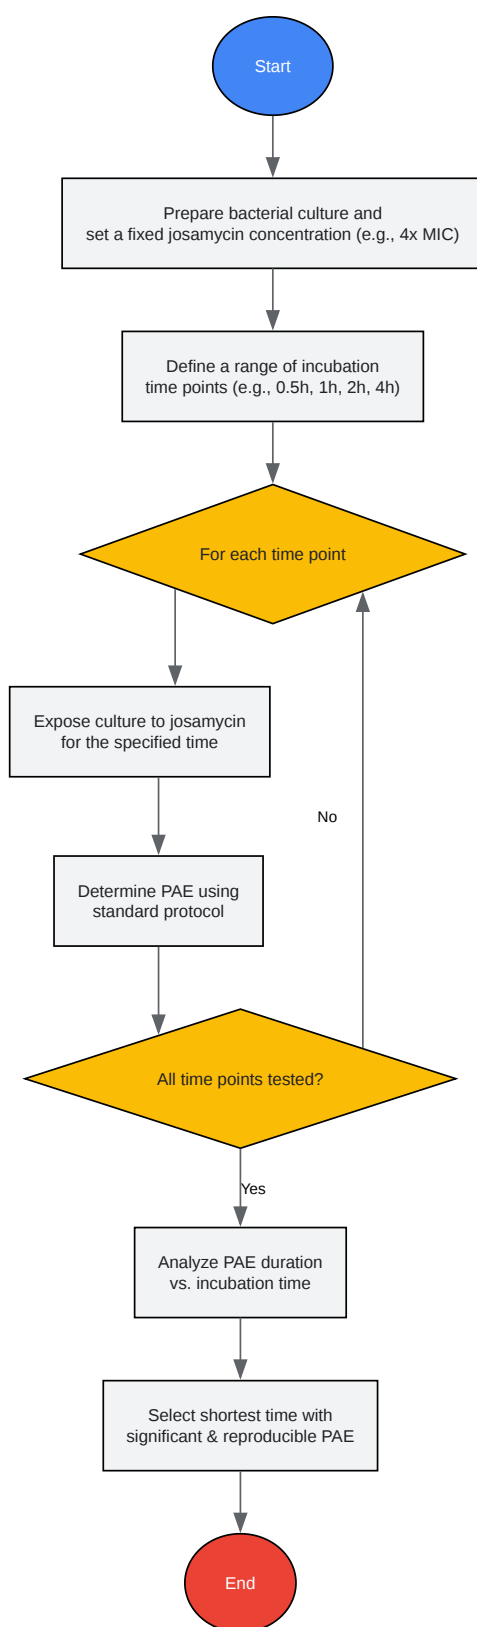 Start
Prepare bacterial culture and
set a fixed josamycin concentration (e.g., 4x MIC)
Define a range of incubation
time points (e.g., 0.5h, 1h, 2h, 4h)
For each time point
Expose culture to josamycin
for the specified time
No
Determine PAE using
standard protocol
All time points tested?
Yes
Analyze PAE duration
vs. incubation time
Select shortest time with
significant & reproducible PAE
End